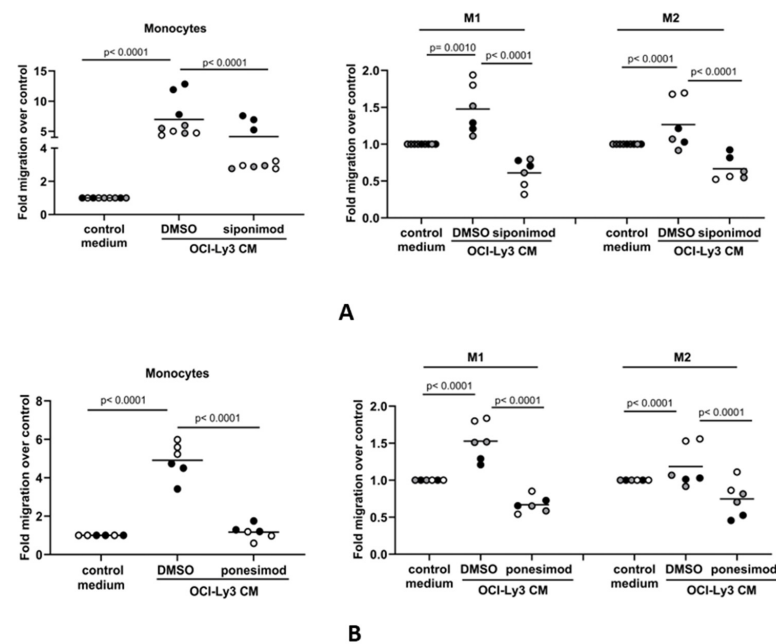 Monocytes
p< 0.0001
p< 0.0001
Fold migration over control
15
10
5
4
2
0
control
medium
DMSO
siponimod
OCI-Ly3 CM
M1
M2
p= 0.0010
p< 0.0001
p< 0.0001
p< 0.0001
Fold migration over control
2.0
1.5
1.0
0.5
0.0
control
medium
DMSO siponimod
OCI-Ly3 CM
control
medium
DMSO siponimod
OCI-Ly3 CM
A
Monocytes
p< 0.0001
p< 0.0001
Fold migration over control
8
6
4
2
0
control
medium
DMSO
ponesimod
OCI-Ly3 CM
M1
M2
p< 0.0001
p< 0.0001
p< 0.0001
p< 0.0001
Fold migration over control
2.0
1.5
1.0
0.5
0.0
control
medium
DMSO ponesimod
OCI-Ly3 CM
control
medium
DMSO ponesimod
OCI-Ly3 CM
B